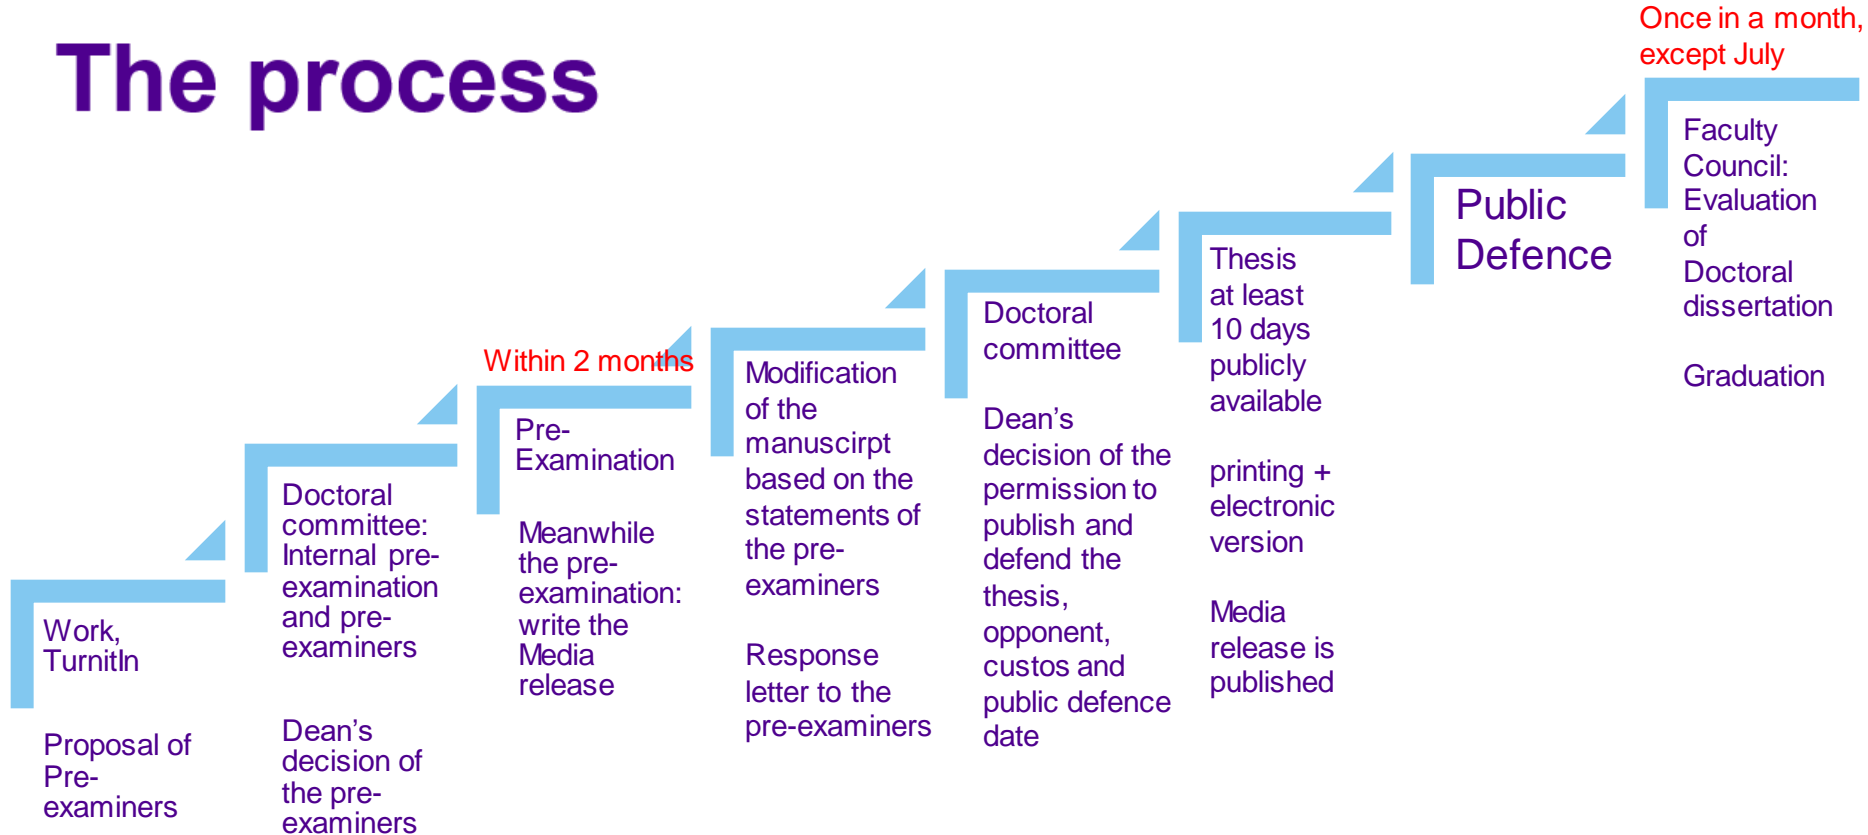 The process
Work,
TurnitIn
Proposal of
Pre-
examiners
Doctoral
committee:
Internal pre-
examination
and pre-
examiners
Dean’s
decision of
the pre-
examiners
Within 2 months
Pre-
Examination
Meanwhile
the pre-
examination:
write the
Media
release
Modification
of the
manuscirpt
based on the
statements of
the pre-
examiners
Response
letter to the
pre-examiners
Doctoral
committee
Dean’s
decision of the
permission to
publish and
defend the
thesis,
opponent,
custos and
public defence
date
Thesis
at least
10 days
publicly
available
printing +
electronic
version
Media
release is
published
Public
Defence
Once in a month,
except July
Faculty
Council:
Evaluation
of
Doctoral
dissertation
Graduation